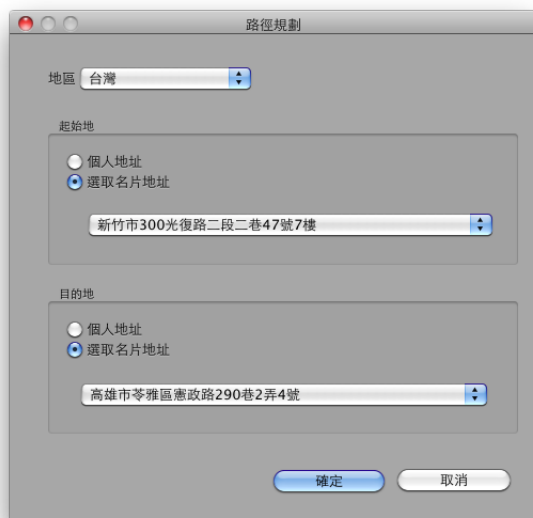 路徑規劃
地區 台灣
起始地
個人地址
選取名片地址
新竹市300光復路二段二巷47號7樓
目的地
個人地址
選取名片地址
高雄市苓雅區憲政路290巷2弄4號
確定 取消